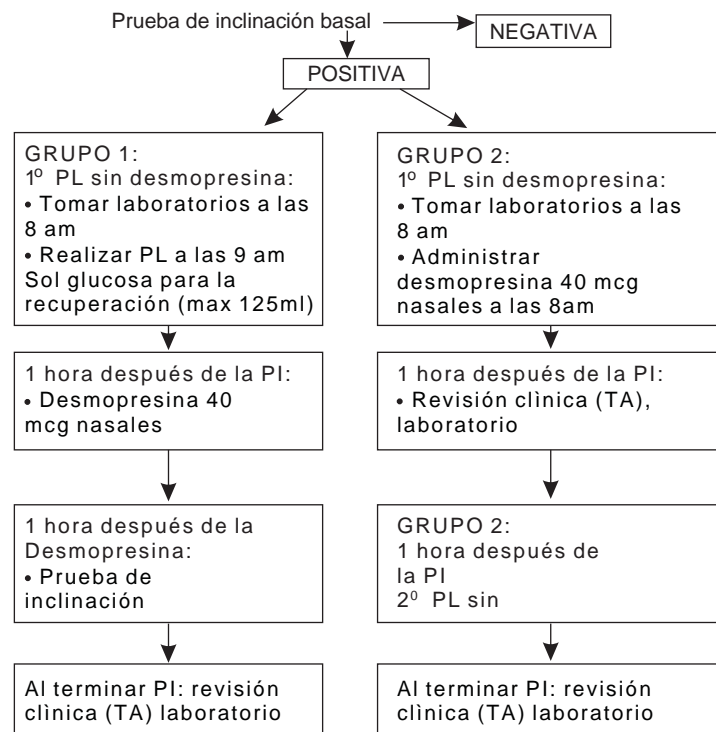 Prueba de inclinación basal
NEGATIVA
POSITIVA
GRUPO 1:
1º PL sin desmopresina:
• Tomar laboratorios a las
8 am
• Realizar PL a las 9 am
Sol glucosa para la
recuperación (max 125ml)
1 hora después de la PI:
• Desmopresina 40
mcg nasales
1 hora después de la
Desmopresina:
• Prueba de
inclinación
Al terminar PI: revisión
clìnica (TA) laboratorio
GRUPO 2:
1º PL sin desmopresina:
• Tomar laboratorios a las
8 am
• Administrar
desmopresina 40 mcg
nasales a las 8am
1 hora después de la PI:
• Revisión clìnica (TA),
laboratorio
GRUPO 2:
1 hora después de
la PI
2⁰ PL sin
Al terminar PI: revisión
clìnica (TA) laboratorio